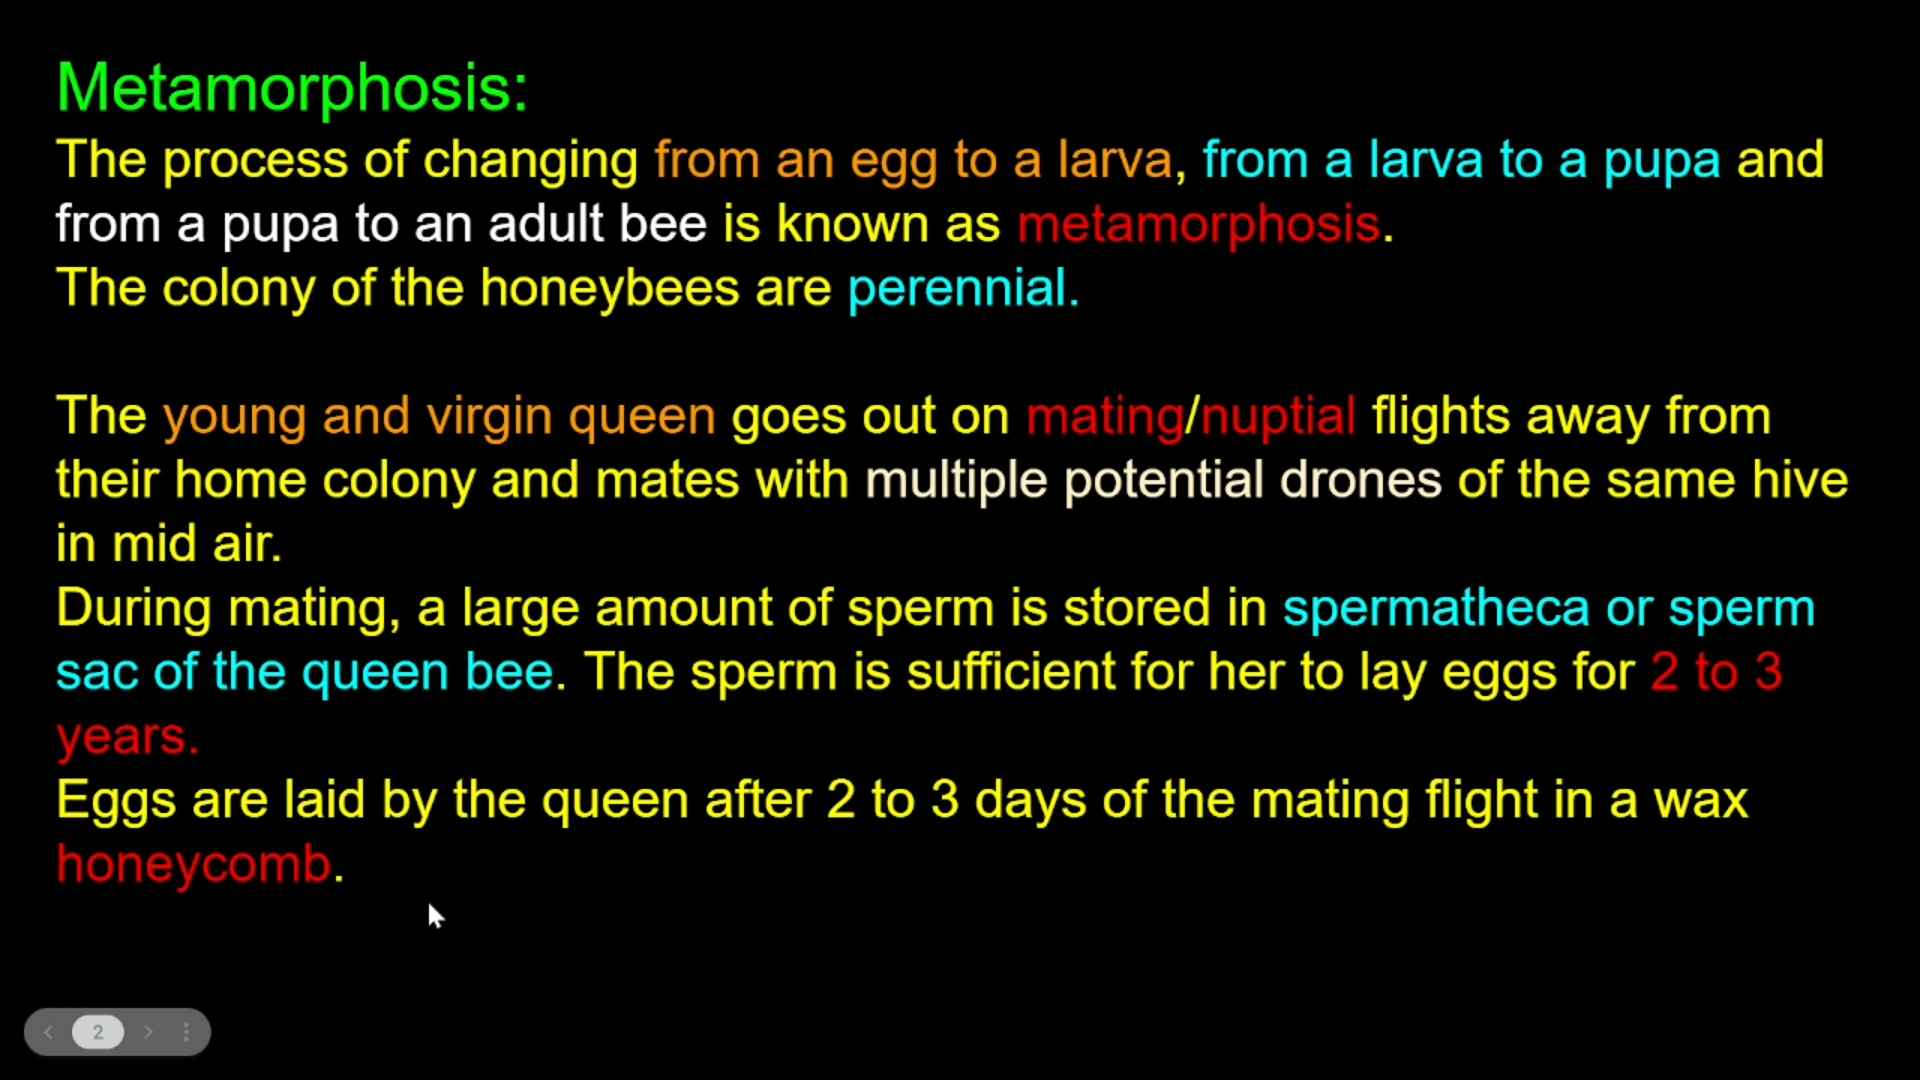 Metamorphosis:
The process of changing from an egg to a larva, from a larva to a pupa and
from a pupa to an adult bee is known as metamorphosis.
The colony of the honeybees are perennial.
The young and virgin queen goes out on mating/nuptial flights away from
their home colony and mates with multiple potential drones of the same hive
in mid air.
During mating, a large amount of sperm is stored in spermatheca or sperm
sac of the queen bee. The sperm is sufficient for her to lay eggs for 2 to 3
years.
Eggs are laid by the queen after 2 to 3 days of the mating flight in a wax
honeycomb.
2